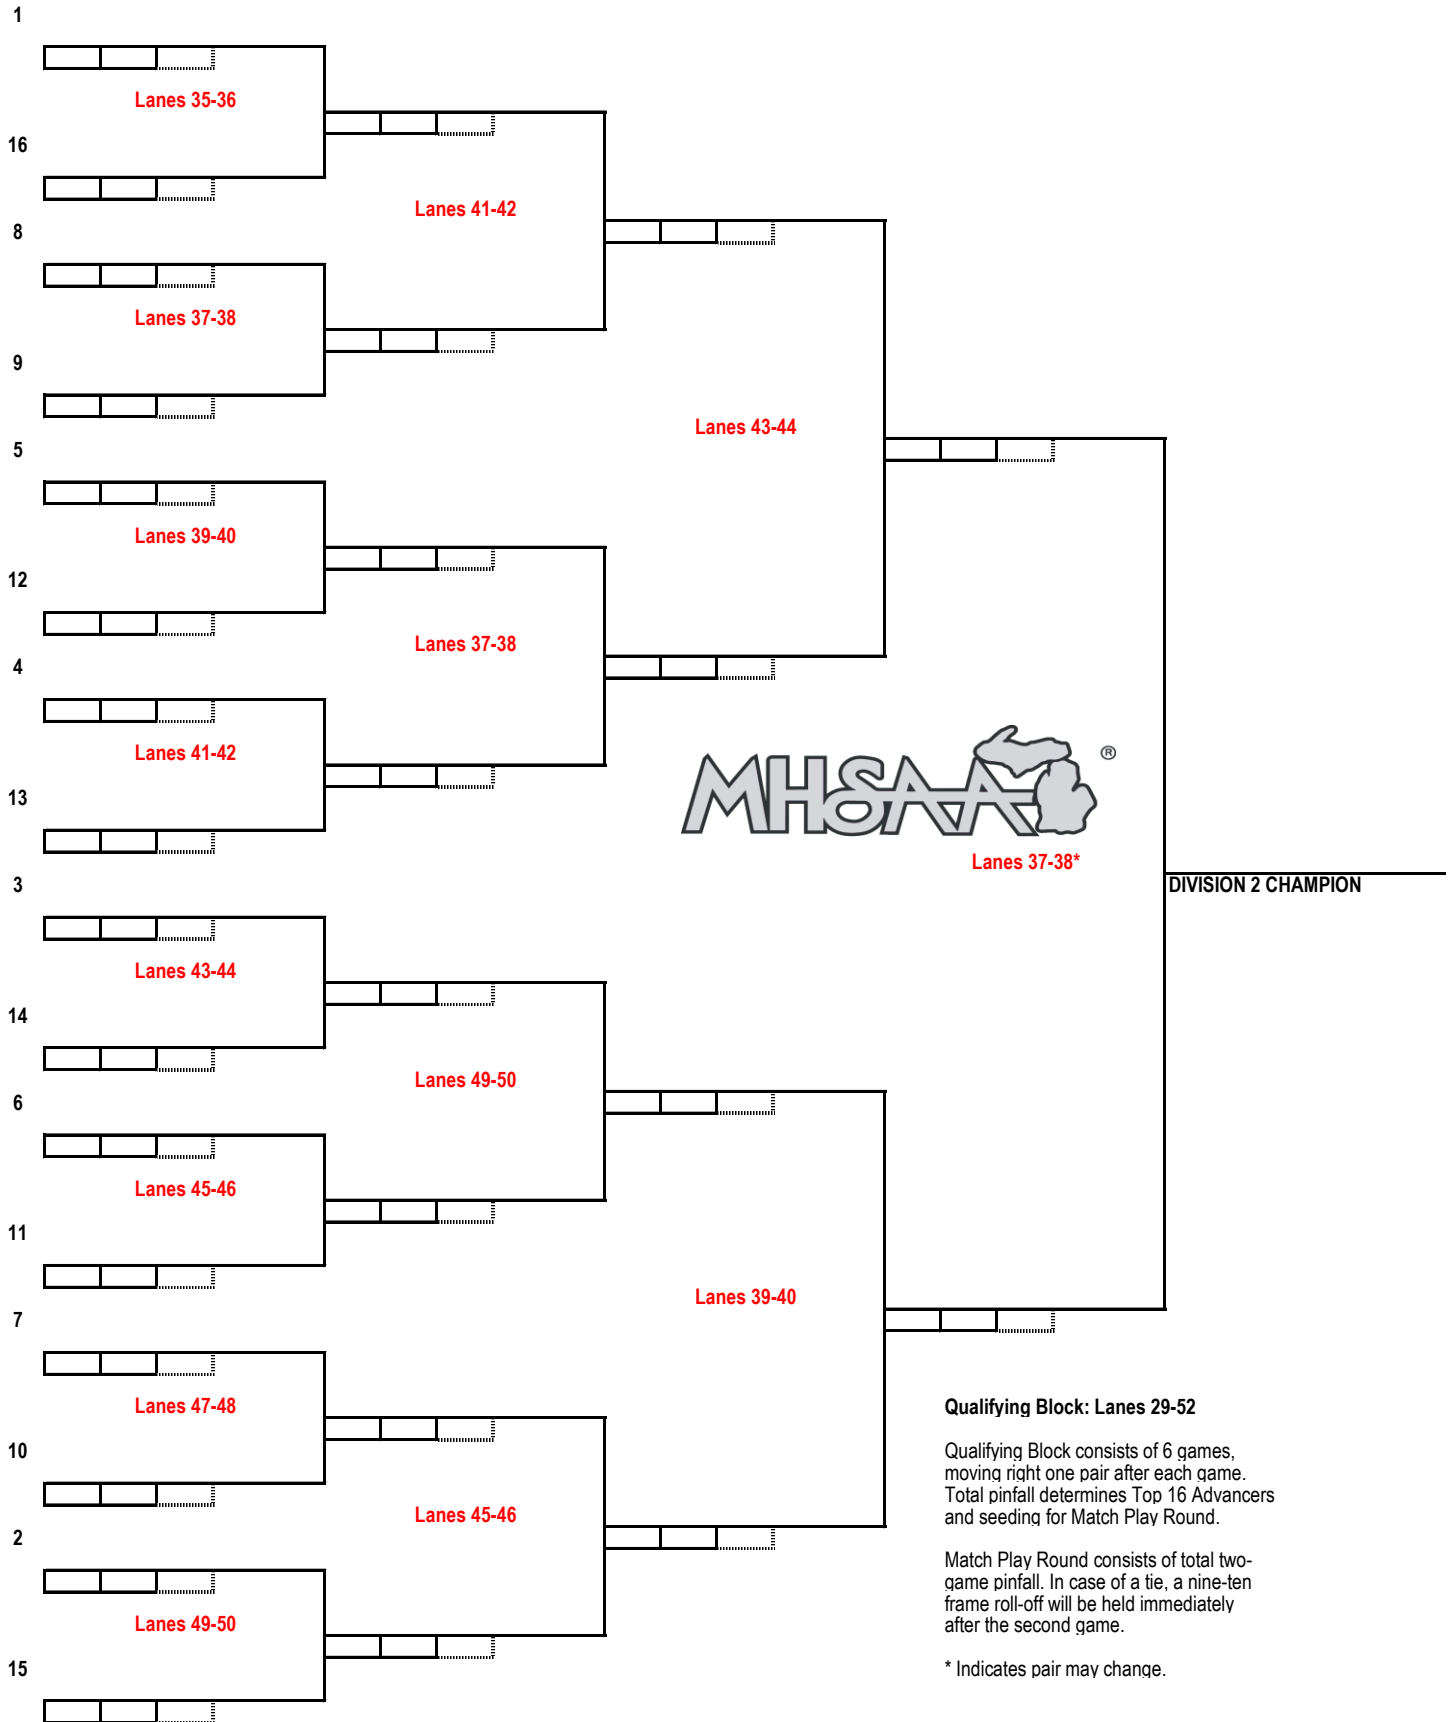 1
Lanes 35-36
16
Lanes 41-42
8
Lanes 37-38
9
Lanes 43-44
5
Lanes 39-40
12
Lanes 37-38
4
Lanes 41-42
MHSAA ®
13
Lanes 37-38*
3
DIVISION 2 CHAMPION
Lanes 43-44
14
Lanes 49-50
6
Lanes 45-46
11
Lanes 39-40
7
Lanes 47-48
10
Lanes 45-46
2
Lanes 49-50
15
Qualifying Block: Lanes 29-52
Qualifying Block consists of 6 games,
moving right one pair after each game.
Total pinfall determines Top 16 Advancers
and seeding for Match Play Round.
Match Play Round consists of total two-
game pinfall. In case of a tie, a nine-ten
frame roll-off will be held immediately
after the second game.
* Indicates pair may change.